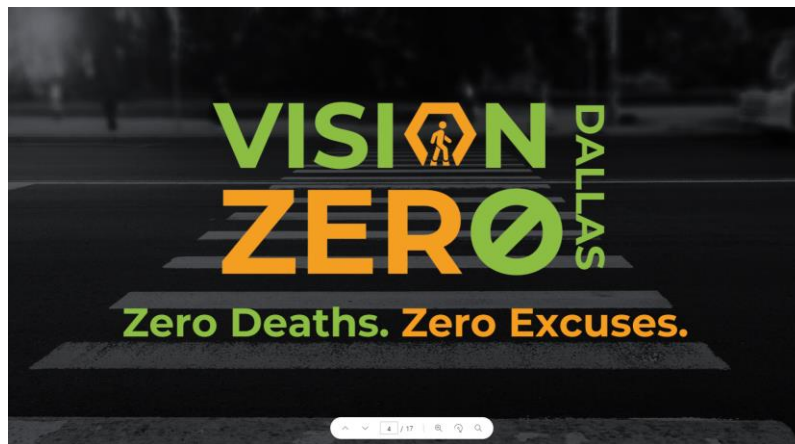 VISION
ZERO
DALLAS
Zero Deaths. Zero Excuses.
4 / 17